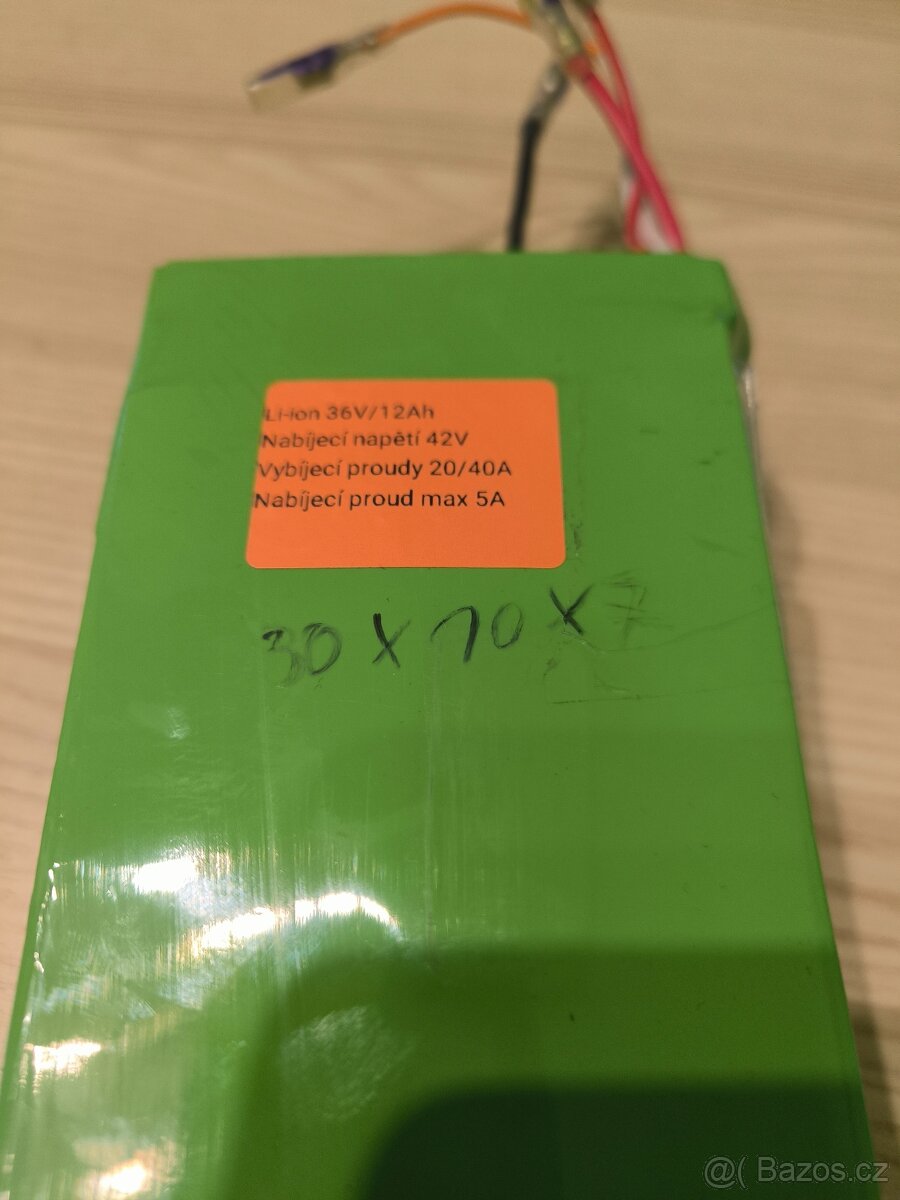 Li-ion 36V/12Ah
Nabíjecí napětí 42V
Vybíjecí proudy 20/40A
Nabíjecí proud max 5A
30 x 10 x 7
@( Bazos.cz